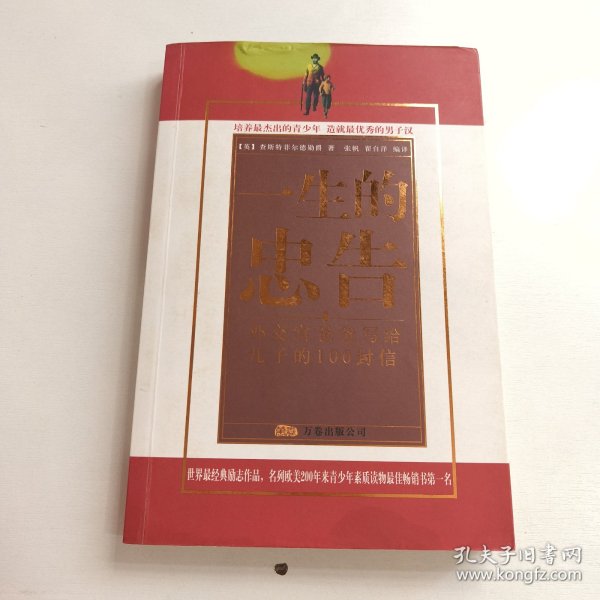 培养最杰出的青少年 造就最优秀的男子汉
【英】查斯特菲尔德勋爵 著 张帆 翟自洋 编译
一生的
忠告
外交官父亲写给
儿子的100封信
万卷出版公司
世界最经典励志作品，名列欧美200年来青少年素质读物最佳畅销书第一名
孔夫子旧书网
www.kongfz.com